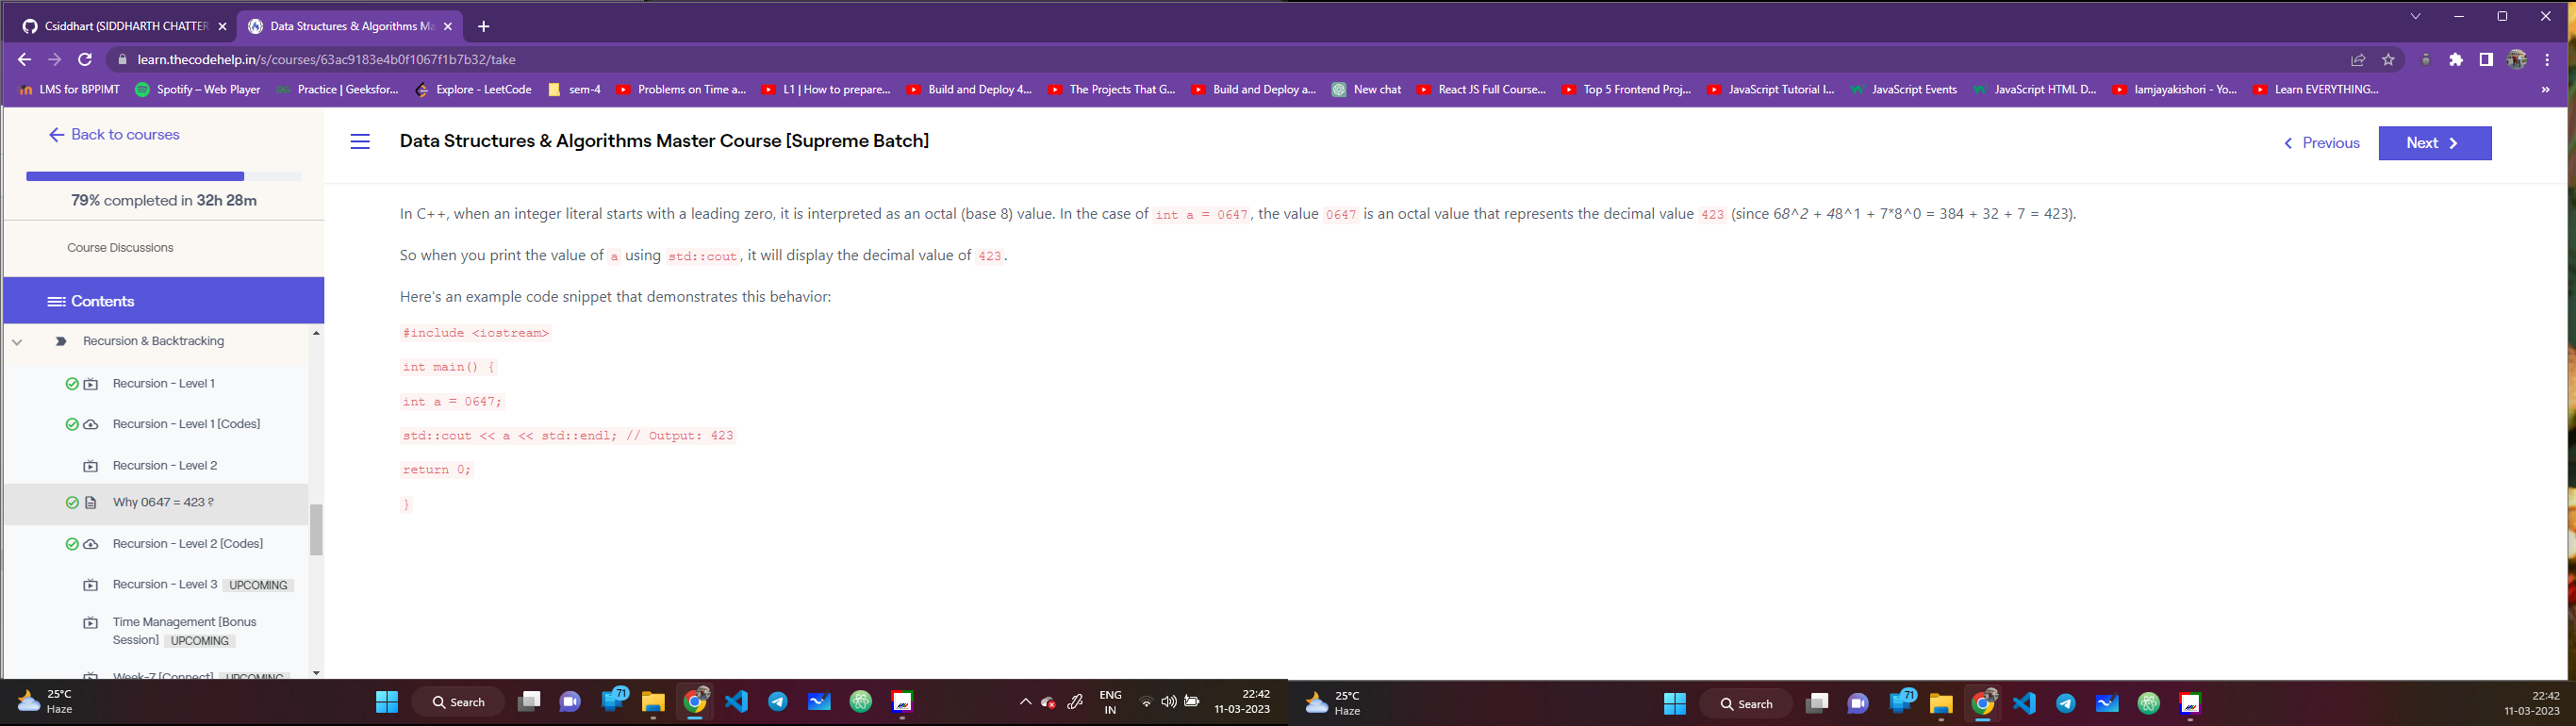 Csiddhart (SIDDHARTH CHATTER
Data Structures & Algorithms Ma
learn.thecodehelp.in/s/courses/63ac9183e4b0f1067f1b7b32/take
LMS for BPPIMT
Spotify – Web Player
Practice | Geeksfor...
Explore - LeetCode
sem-4
Problems on Time a...
L1 | How to prepare...
Build and Deploy 4...
The Projects That G...
Build and Deploy a...
New chat
React JS Full Course...
Top 5 Frontend Proj...
JavaScript Tutorial I...
JavaScript Events
JavaScript HTML D...
Iamjayakishori - Yo...
Learn EVERYTHING...
Back to courses
79% completed in 32h 28m
Course Discussions
Contents
Recursion & Backtracking
Recursion - Level 1
Recursion - Level 1 [Codes]
Recursion - Level 2
Why 0647 = 423 ?
Recursion - Level 2 [Codes]
Recursion - Level 3 UPCOMING
Time Management [Bonus
Session] UPCOMING
Week-7 [Connect] UPCOMING
Data Structures & Algorithms Master Course [Supreme Batch]
Previous
Next
In C++, when an integer literal starts with a leading zero, it is interpreted as an octal (base 8) value. In the case of int a = 0647, the value 0647 is an octal value that represents the decimal value 423 (since 68^2 + 48^1 + 7*8^0 = 384 + 32 + 7 = 423).
So when you print the value of a using std::cout, it will display the decimal value of 423.
Here's an example code snippet that demonstrates this behavior:
#include <iostream>
int main() {
int a = 0647;
std::cout << a << std::endl; // Output: 423
return 0;
}
25°C
Haze
Search
71
ENG
IN
22:42
11-03-2023
25°C
Haze
Search
71
22:42
11-03-2023